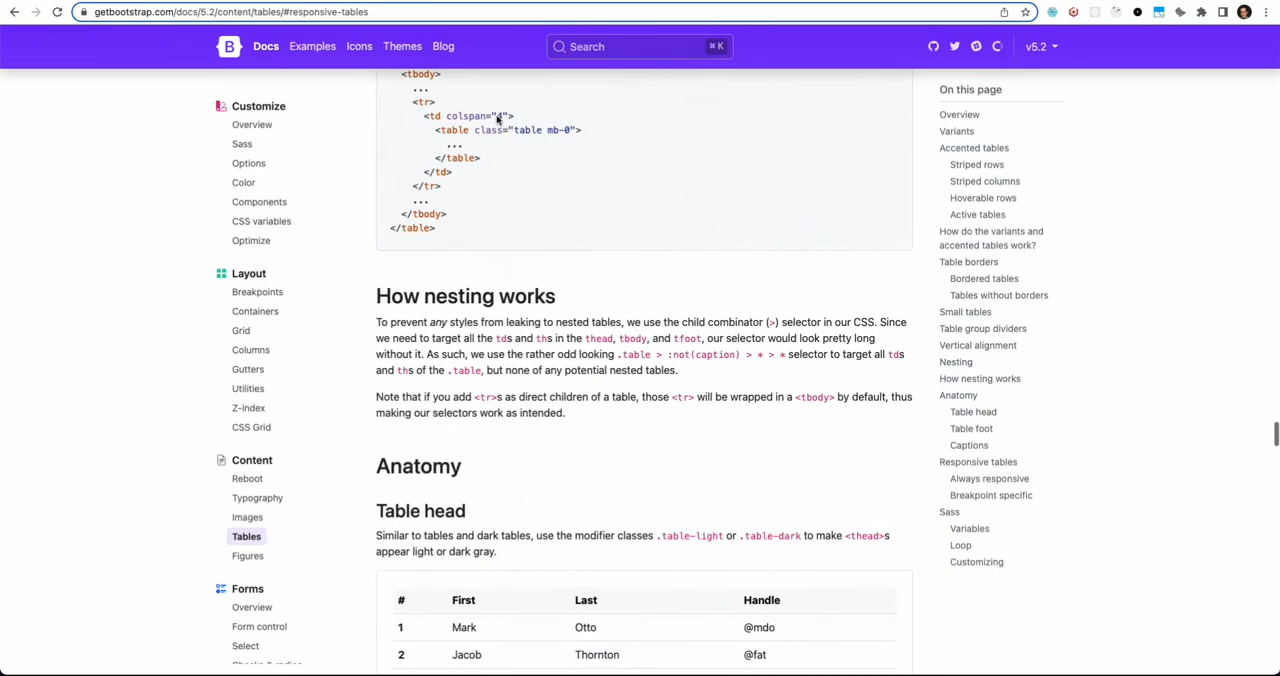 getbootstrap.com/docs/5.2/content/tables/#responsive-tables
B Docs Examples Icons Themes Blog Search ⌘ K v5.2
Customize
Overview
Sass
Options
Color
Components
CSS variables
Optimize
Layout
Breakpoints
Containers
Grid
Columns
Gutters
Utilities
Z-index
CSS Grid
Content
Reboot
Typography
Images
Tables
Figures
Forms
Overview
Form control
Select
<tbody>
...
<tr>
<td colspan="4">
<table class="table mb-0">
...
</table>
</td>
</tr>
...
</tbody>
</table>
How nesting works
To prevent any styles from leaking to nested tables, we use the child combinator (>) selector in our CSS. Since
we need to target all the tds and ths in the thead, tbody, and tfoot, our selector would look pretty long
without it. As such, we use the rather odd looking .table > :not(caption) > * > * selector to target all tds
and ths of the .table, but none of any potential nested tables.
Note that if you add <tr>s as direct children of a table, those <tr> will be wrapped in a <tbody> by default, thus
making our selectors work as intended.
Anatomy
Table head
Similar to tables and dark tables, use the modifier classes .table-light or .table-dark to make <thead>s
appear light or dark gray.
# First Last Handle
1 Mark Otto @mdo
2 Jacob Thornton @fat
On this page
Overview
Variants
Accented tables
Striped rows
Striped columns
Hoverable rows
Active tables
How do the variants and
accented tables work?
Table borders
Bordered tables
Tables without borders
Small tables
Table group dividers
Vertical alignment
Nesting
How nesting works
Anatomy
Table head
Table foot
Captions
Responsive tables
Always responsive
Breakpoint specific
Sass
Variables
Loop
Customizing